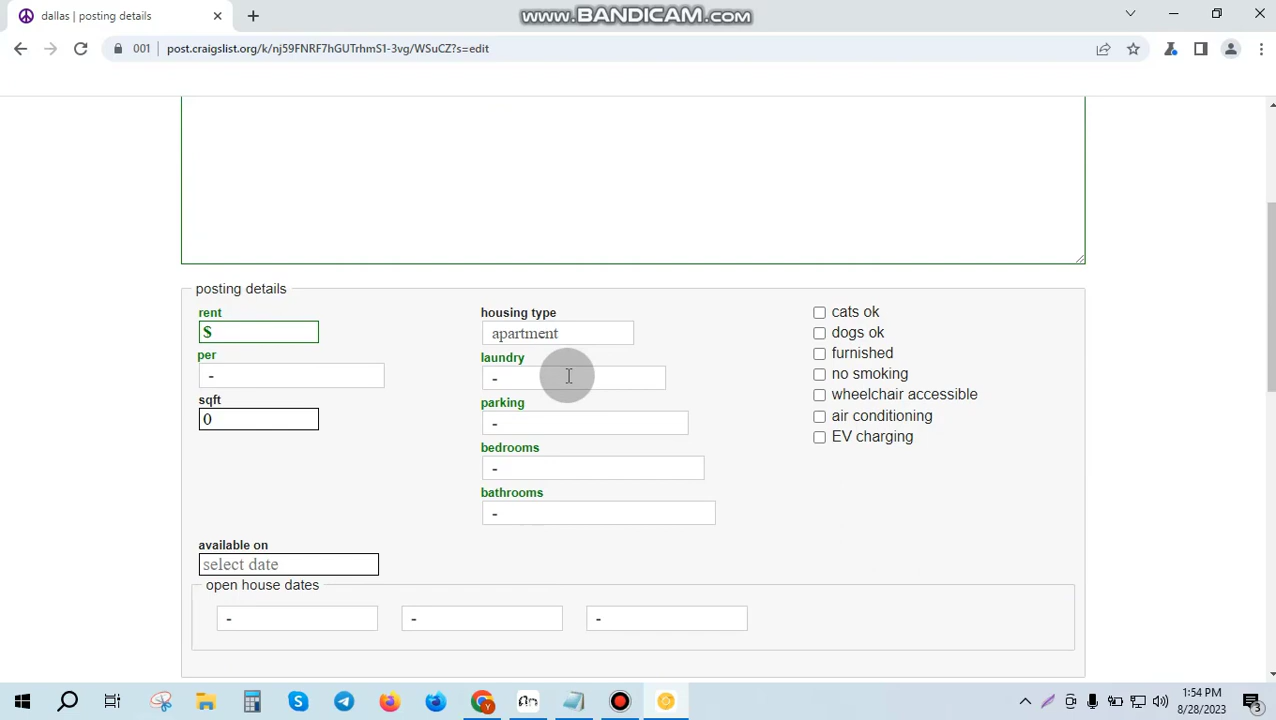 dallas | posting details
www.BANDICAM.com
001 post.craigslist.org/k/nj59FNRF7hGUTrhmS1-3vg/WSuCZ?s=edit
posting details
rent
$
per
-
sqft
0
housing type
apartment
laundry
-
parking
-
bedrooms
-
bathrooms
-
cats ok
dogs ok
furnished
no smoking
wheelchair accessible
air conditioning
EV charging
available on
select date
open house dates
- - -
1:54 PM
8/28/2023
3